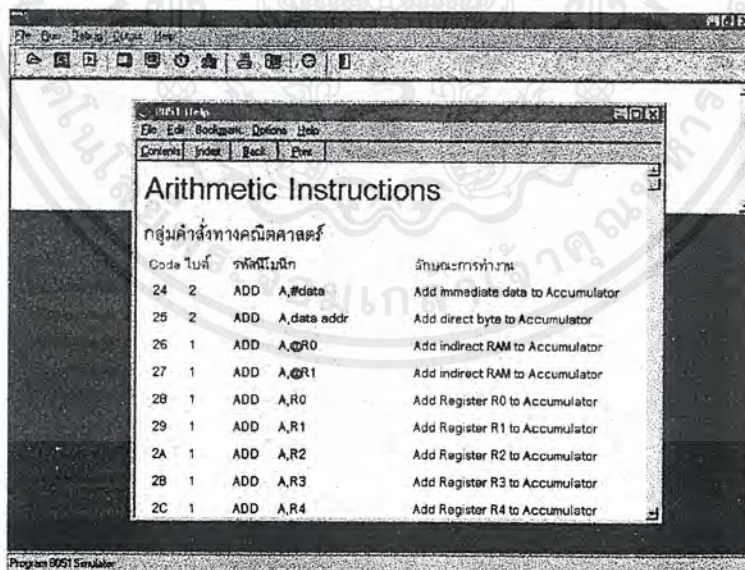 File Run Debug Output Help
8051 Help
File Edit Bookmark Options Help
Contents Index Back Print
Arithmetic Instructions
กลุ่มคำสั่งทางคณิตศาสตร์
Code ไบต์ รหัสนีโมนิก ลักษณะการทำงาน
24 2 ADD A,#data Add immediate data to Accumulator
25 2 ADD A,data addr Add direct byte to Accumulator
26 1 ADD A,@R0 Add indirect RAM to Accumulator
27 1 ADD A,@R1 Add indirect RAM to Accumulator
28 1 ADD A,R0 Add Register R0 to Accumulator
29 1 ADD A,R1 Add Register R1 to Accumulator
2A 1 ADD A,R2 Add Register R2 to Accumulator
2B 1 ADD A,R3 Add Register R3 to Accumulator
2C 1 ADD A,R4 Add Register R4 to Accumulator
Program 8051 Simulator